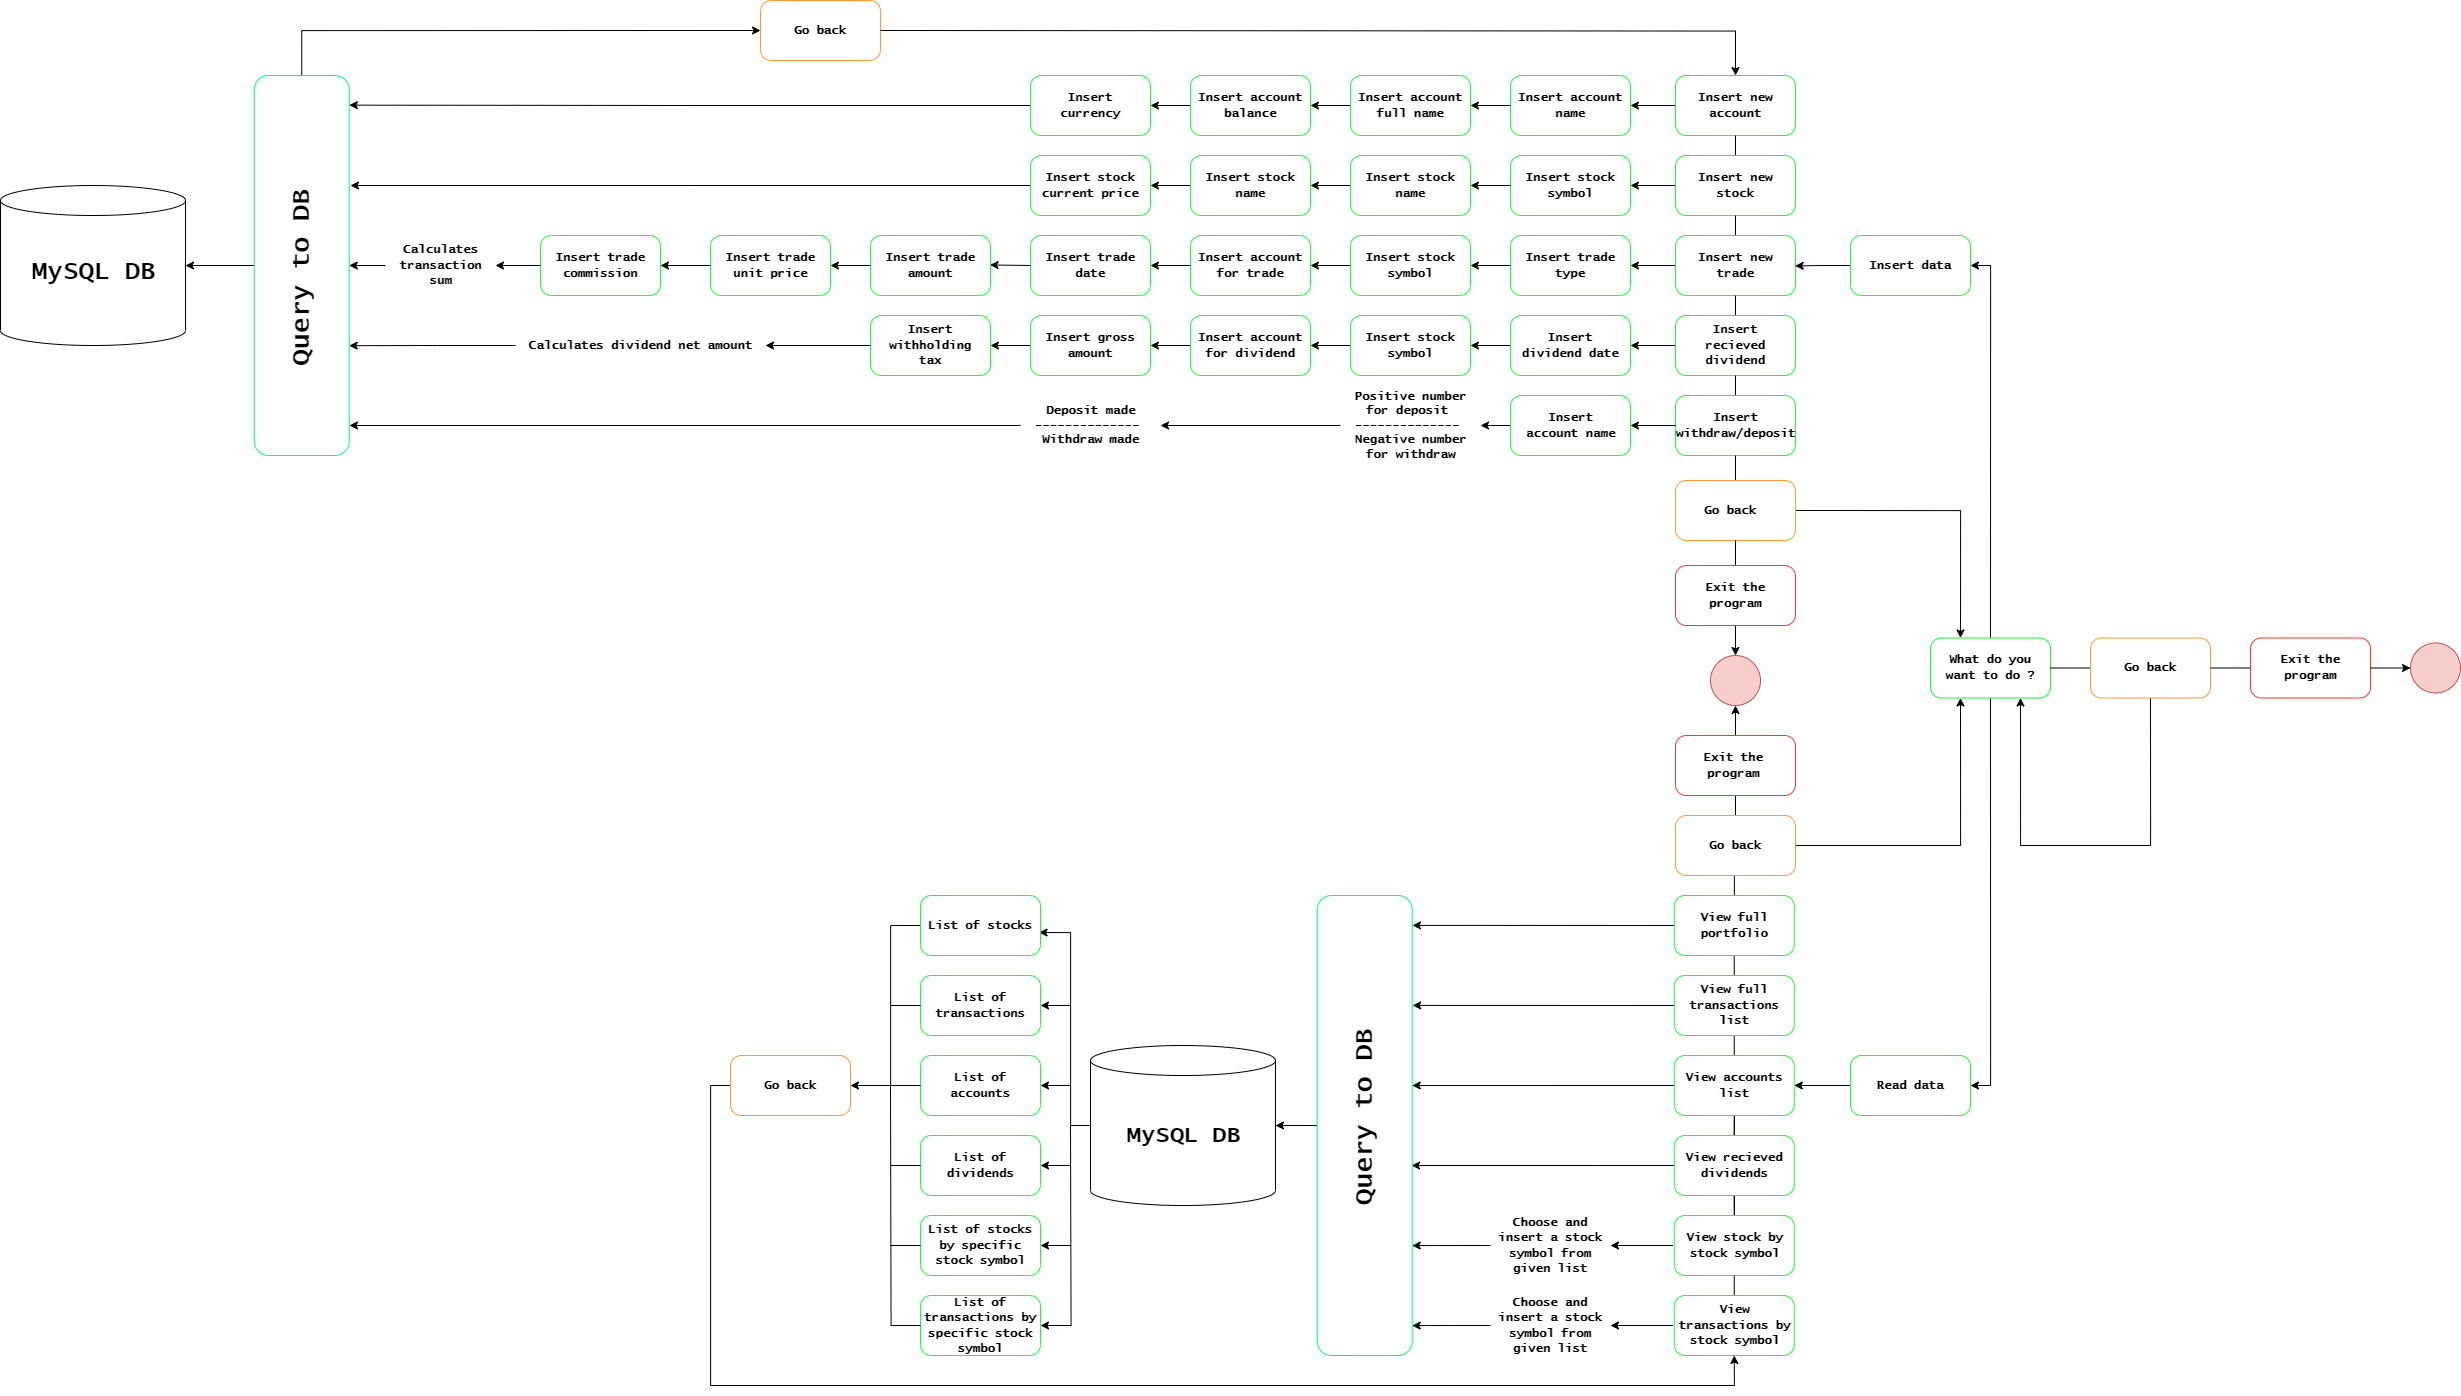 Go back
Insert
currency
Insert account
balance
Insert account
full name
Insert account
name
Insert new
account
Insert stock
current price
Insert stock
name
Insert stock
name
Insert stock
symbol
Insert new
stock
Query to DB
MySQL DB
Calculates
transaction
sum
Insert trade
commission
Insert trade
unit price
Insert trade
amount
Insert trade
date
Insert account
for trade
Insert stock
symbol
Insert trade
type
Insert new
trade
Insert data
Calculates dividend net amount
Insert
withholding
tax
Insert gross
amount
Insert account
for dividend
Insert stock
symbol
Insert
dividend date
Insert
recieved
dividend
Deposit made
--------------
Withdraw made
Positive number
for deposit
--------------
Negative number
for withdraw
Insert
account name
Insert
withdraw/deposit
Go back
Exit the
program
What do you
want to do ?
Go back
Exit the
program
Exit the
program
Go back
List of stocks
View full
portfolio
List of
transactions
View full
transactions
list
Go back
List of
accounts
MySQL DB
Query to DB
View accounts
list
Read data
List of
dividends
View recieved
dividends
List of stocks
by specific
stock symbol
Choose and
insert a stock
symbol from
given list
View stock by
stock symbol
List of
transactions by
specific stock
symbol
Choose and
insert a stock
symbol from
given list
View
transactions by
stock symbol